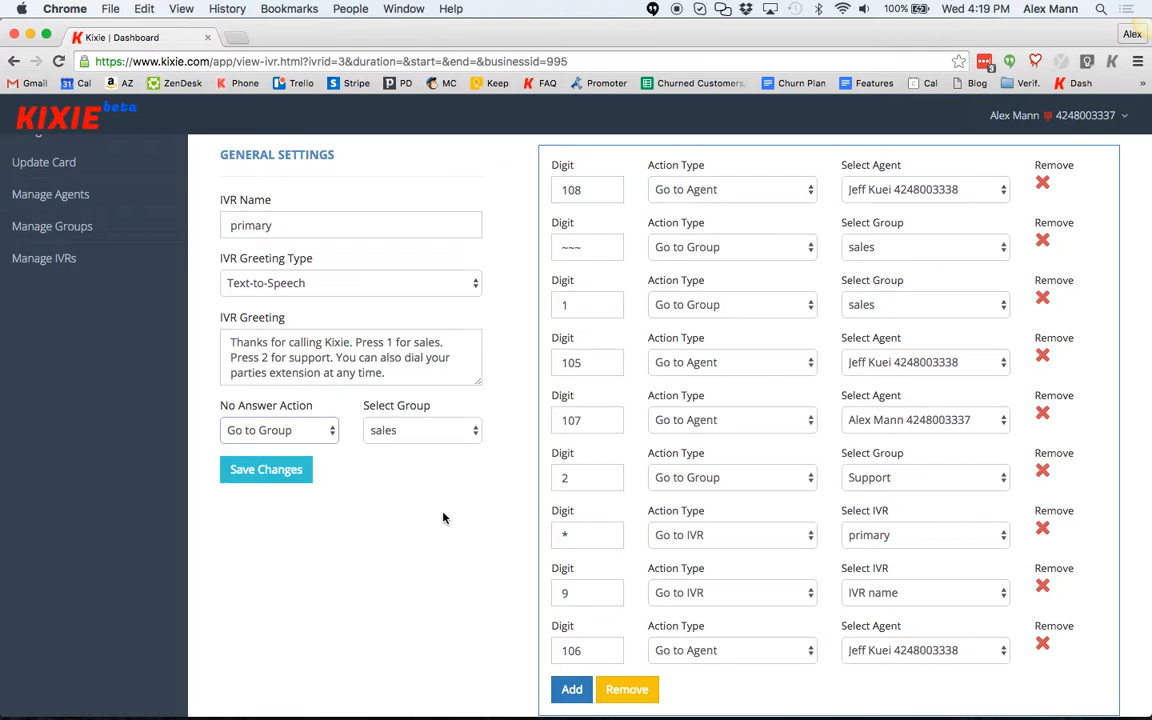 Chrome File Edit View History Bookmarks People Window Help 100% Wed 4:19 PM Alex Mann
Kixie | Dashboard Alex
https://www.kixie.com/app/view-ivr.html?ivrid=3&duration=&start=&end=&businessid=995 3
Gmail 31 Cal AZ ZenDesk Phone Trello Stripe PD MC Keep FAQ Promoter Churned Customers Churn Plan Features Cal Blog Verif. Dash »
KIXIE beta Alex Mann 4248003337
Update Card
Manage Agents
Manage Groups
Manage IVRs
GENERAL SETTINGS
IVR Name
primary
IVR Greeting Type
Text-to-Speech
IVR Greeting
Thanks for calling Kixie. Press 1 for sales.
Press 2 for support. You can also dial your
parties extension at any time.
No Answer Action Select Group
Go to Group sales
Save Changes
Digit Action Type Select Agent Remove
108 Go to Agent Jeff Kuei 4248003338
Digit Action Type Select Group Remove
~~~ Go to Group sales
Digit Action Type Select Group Remove
1 Go to Group sales
Digit Action Type Select Agent Remove
105 Go to Agent Jeff Kuei 4248003338
Digit Action Type Select Agent Remove
107 Go to Agent Alex Mann 4248003337
Digit Action Type Select Group Remove
2 Go to Group Support
Digit Action Type Select IVR Remove
* Go to IVR primary
Digit Action Type Select IVR Remove
9 Go to IVR IVR name
Digit Action Type Select Agent Remove
106 Go to Agent Jeff Kuei 4248003338
Add Remove